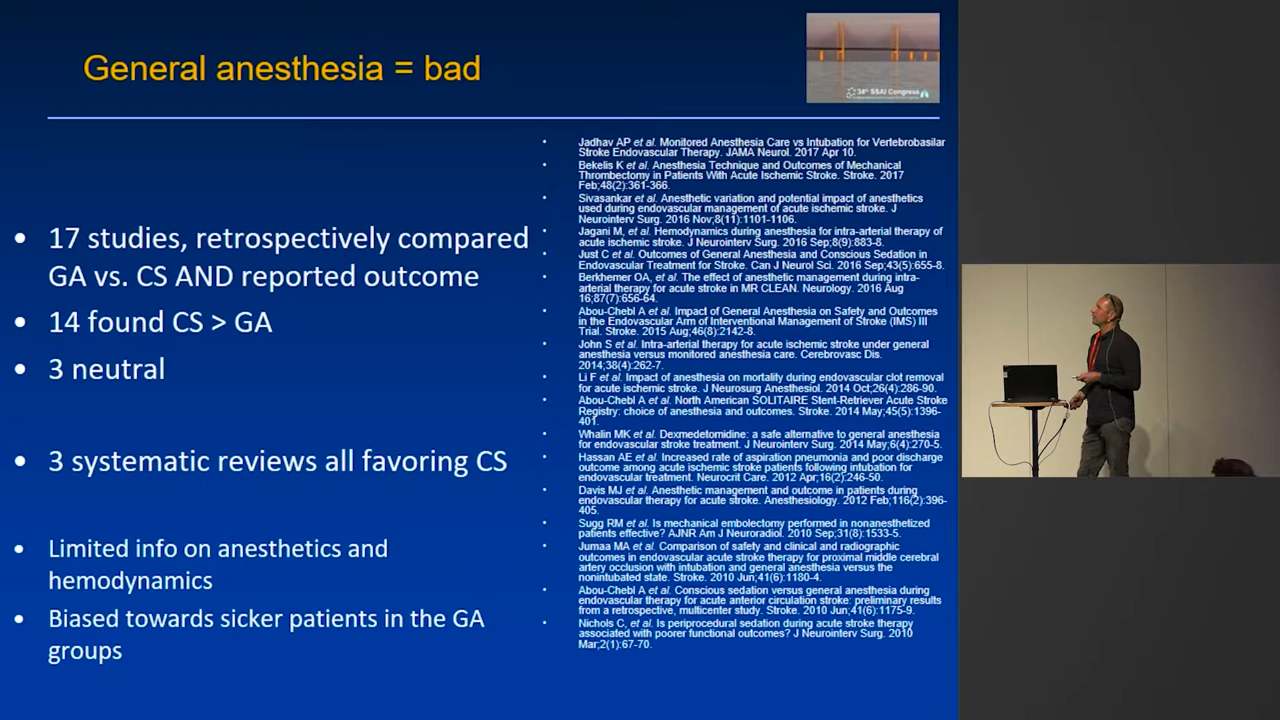 General anesthesia = bad
34th SSAI Congress
17 studies, retrospectively compared
GA vs. CS AND reported outcome
14 found CS > GA
3 neutral
3 systematic reviews all favoring CS
Limited info on anesthetics and
hemodynamics
Biased towards sicker patients in the GA
groups
Jadhav AP et al. Monitored Anesthesia Care vs Intubation for Vertebrobasilar
Stroke Endovascular Therapy. JAMA Neurol. 2017 Apr 10.
Bekelis K et al. Anesthesia Technique and Outcomes of Mechanical
Thrombectomy in Patients With Acute Ischemic Stroke. Stroke. 2017
Feb;48(2):361-366.
Sivasankar et al. Anesthetic variation and potential impact of anesthetics
used during endovascular management of acute ischemic stroke. J
Neurointerv Surg. 2016 Nov;8(11):1101-1106.
Jagani M, et al. Hemodynamics during anesthesia for intra-arterial therapy of
acute ischemic stroke. J Neurointerv Surg. 2016 Sep;8(9):883-8.
Just C et al. Outcomes of General Anesthesia and Conscious Sedation in
Endovascular Treatment for Stroke. Can J Neurol Sci. 2016 Sep;43(5):655-8.
Berkhemer OA, et al. The effect of anesthetic management during intra-
arterial therapy for acute stroke in MR CLEAN. Neurology. 2016 Aug
16;87(7):656-64.
Abou-Chebl A et al. Impact of General Anesthesia on Safety and Outcomes
in the Endovascular Arm of Interventional Management of Stroke (IMS) III
Trial. Stroke. 2015 Aug;46(8):2142-8.
John S et al. Intra-arterial therapy for acute ischemic stroke under general
anesthesia versus monitored anesthesia care. Cerebrovasc Dis.
2014;38(4):262-7.
Li F et al. Impact of anesthesia on mortality during endovascular clot removal
for acute ischemic stroke. J Neurosurg Anesthesiol. 2014 Oct;26(4):286-90.
Abou-Chebl A et al. North American SOLITAIRE Stent-Retriever Acute Stroke
Registry: choice of anesthesia and outcomes. Stroke. 2014 May;45(5):1396-
401.
Whalin MK et al. Dexmedetomidine: a safe alternative to general anesthesia
for endovascular stroke treatment. J Neurointerv Surg. 2014 May;6(4):270-5.
Hassan AE et al. Increased rate of aspiration pneumonia and poor discharge
outcome among acute ischemic stroke patients following intubation for
endovascular treatment. Neurocrit Care. 2012 Apr;16(2):246-50.
Davis MJ et al. Anesthetic management and outcome in patients during
endovascular therapy for acute stroke. Anesthesiology. 2012 Feb;116(2):396-
405.
Sugg RM et al. Is mechanical embolectomy performed in nonanesthetized
patients effective? AJNR Am J Neuroradiol. 2010 Sep;31(8):1533-5.
Jumaa MA et al. Comparison of safety and clinical and radiographic
outcomes in endovascular acute stroke therapy for proximal middle cerebral
artery occlusion with intubation and general anesthesia versus the
nonintubated state. Stroke. 2010 Jun;41(6):1180-4.
Abou-Chebl A et al. Conscious sedation versus general anesthesia during
endovascular therapy for acute anterior circulation stroke: preliminary results
from a retrospective, multicenter study. Stroke. 2010 Jun;41(6):1175-9.
Nichols C, et al. Is periprocedural sedation during acute stroke therapy
associated with poorer functional outcomes? J Neurointerv Surg. 2010
Mar;2(1):67-70.